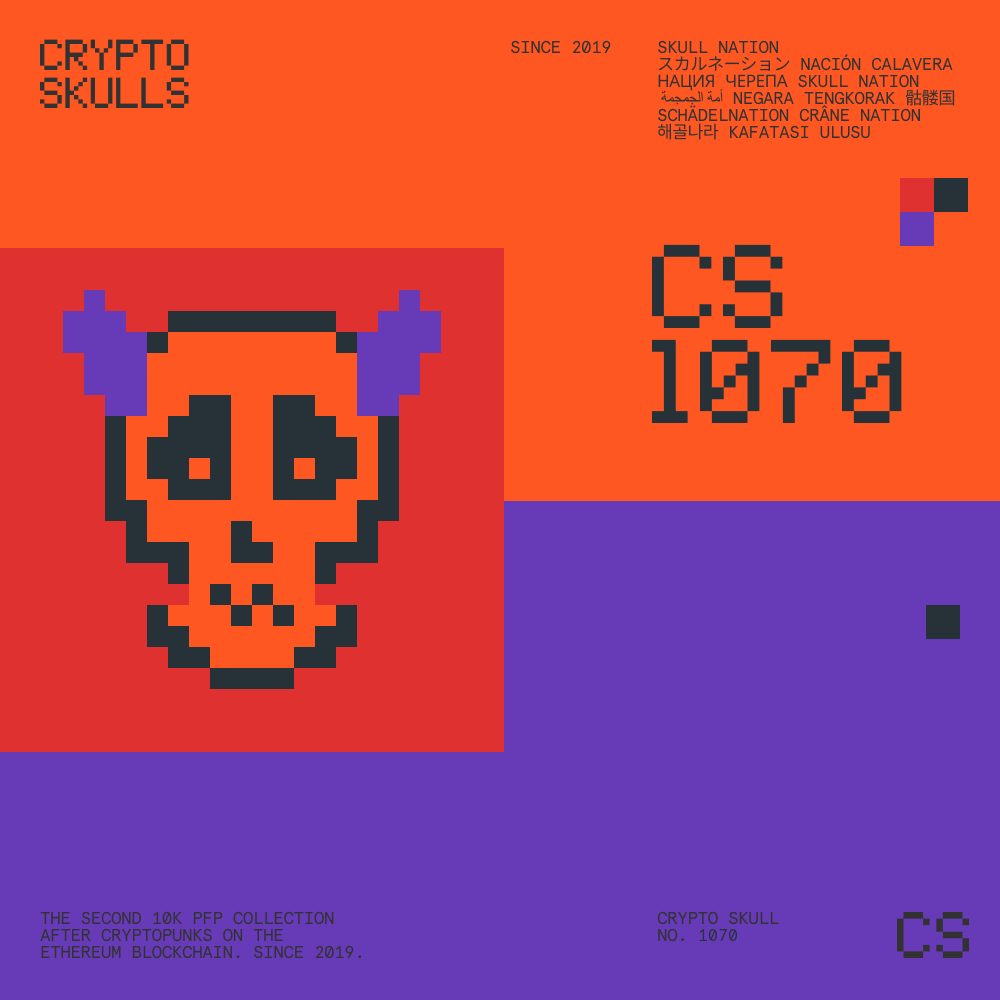 CRYPTO
SKULLS
SINCE 2019
SKULL NATION
スカルネーション NACIÓN CALAVERA
НАЦИЯ ЧЕРЕПА SKULL NATION
أمة الجمجمة NEGARA TENGKORAK 骷髅国
SCHÄDELNATION CRÂNE NATION
해골나라 KAFATASI ULUSU
CS
1070
THE SECOND 10K PFP COLLECTION
AFTER CRYPTOPUNKS ON THE
ETHEREUM BLOCKCHAIN. SINCE 2019.
CRYPTO SKULL
NO. 1070
CS